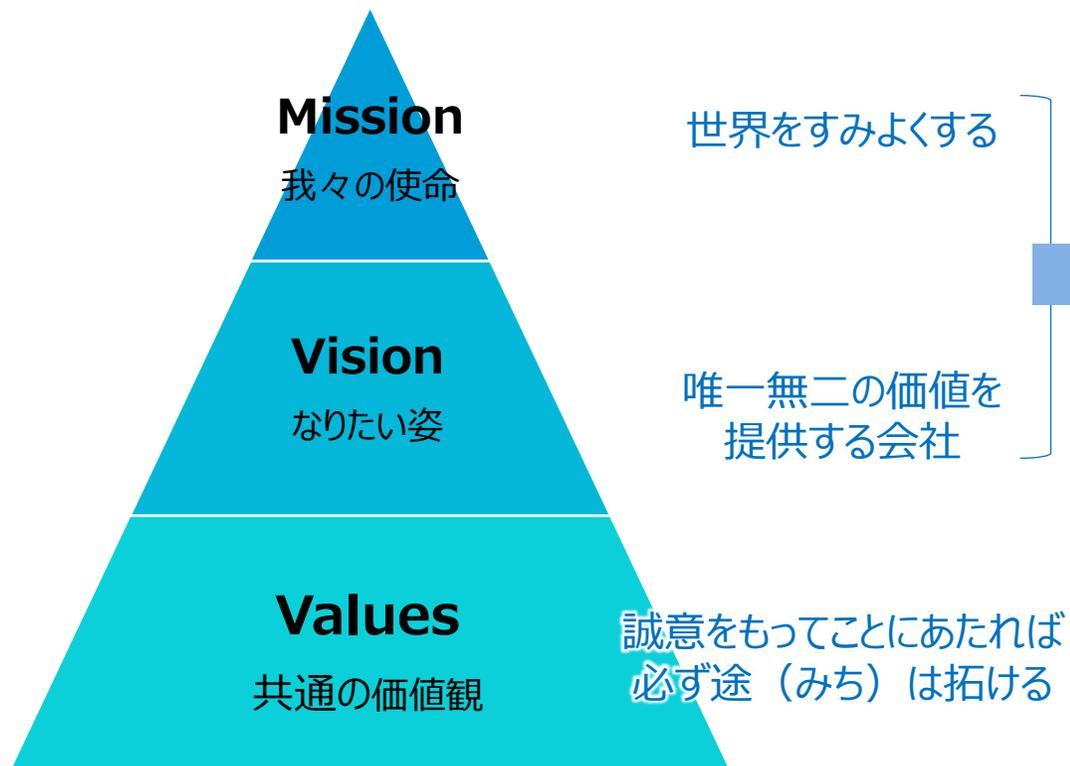 Mission
我々の使命
世界をすみよくする
Vision
なりたい姿
唯一無二の価値を
提供する会社
Values
共通の価値観
誠意をもってことにあたれば
必ず途（みち）は拓ける